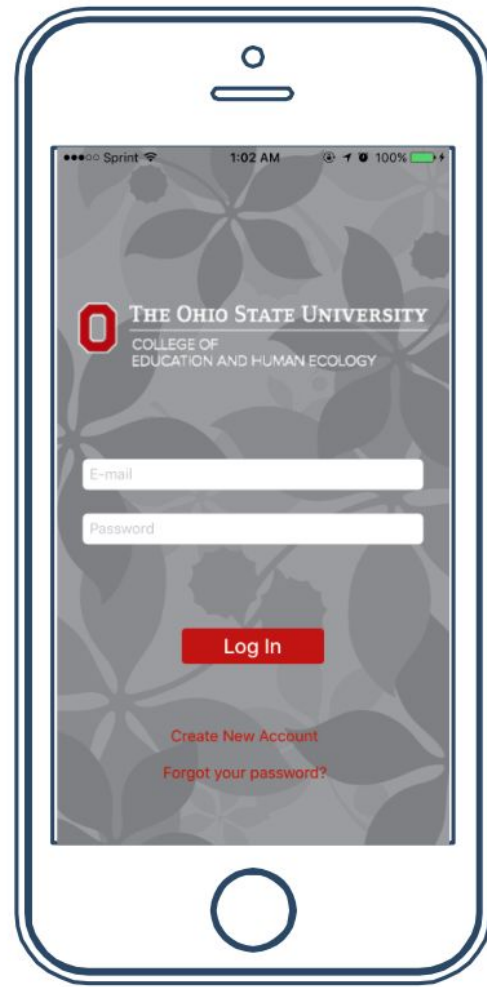 ●●●○○ Sprint 1:02 AM 100%
THE OHIO STATE UNIVERSITY
COLLEGE OF
EDUCATION AND HUMAN ECOLOGY
E-mail
Password
Log In
Create New Account
Forgot your password?